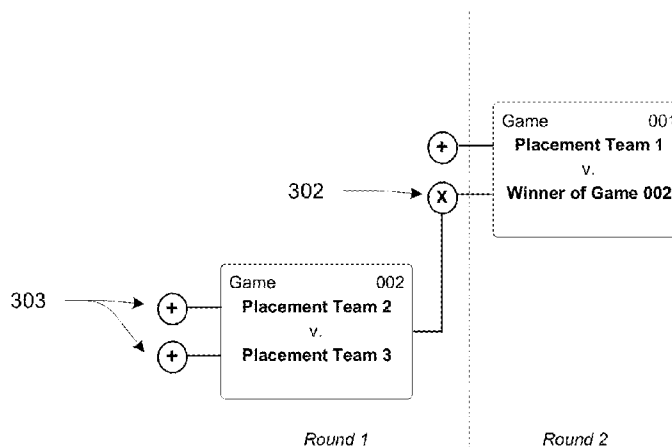 Game 001
+ Placement Team 1
v.
302 X Winner of Game 002
Game 002
303 + Placement Team 2
v.
+ Placement Team 3
Round 1 Round 2